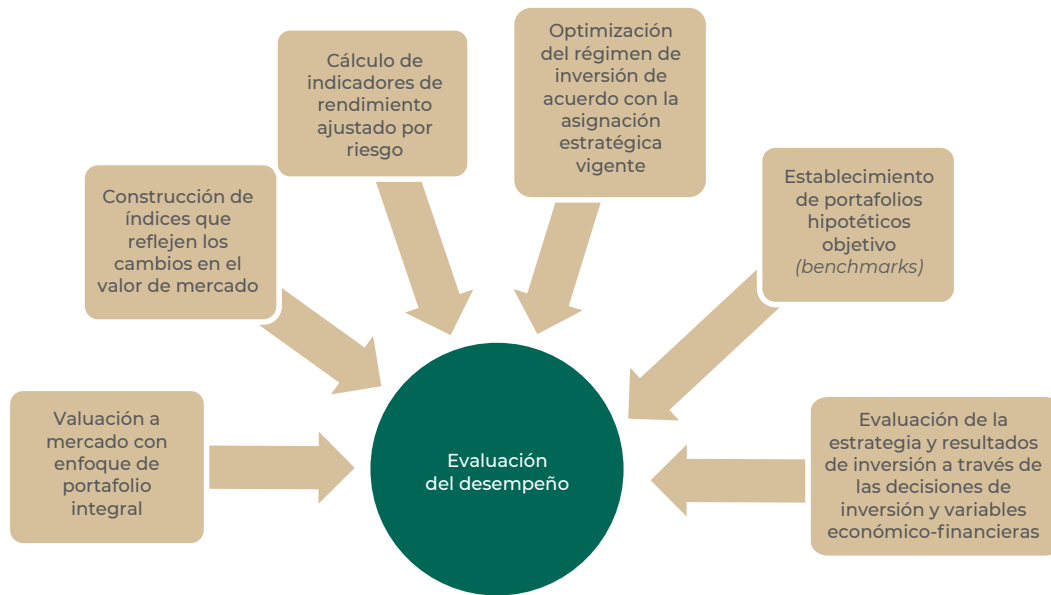 Optimización
del régimen de
inversión de
acuerdo con la
asignación
estratégica
vigente
Cálculo de
indicadores de
rendimiento
ajustado por
riesgo
Establecimiento
de portafolios
hipotéticos
objetivo
(benchmarks)
Construcción de
índices que
reflejen los
cambios en el
valor de mercado
Valuación a
mercado con
enfoque de
portafolio
integral
Evaluación
del desempeño
Evaluación de la
estrategia y resultados
de inversión a través de
las decisiones de
inversión y variables
económico-financieras